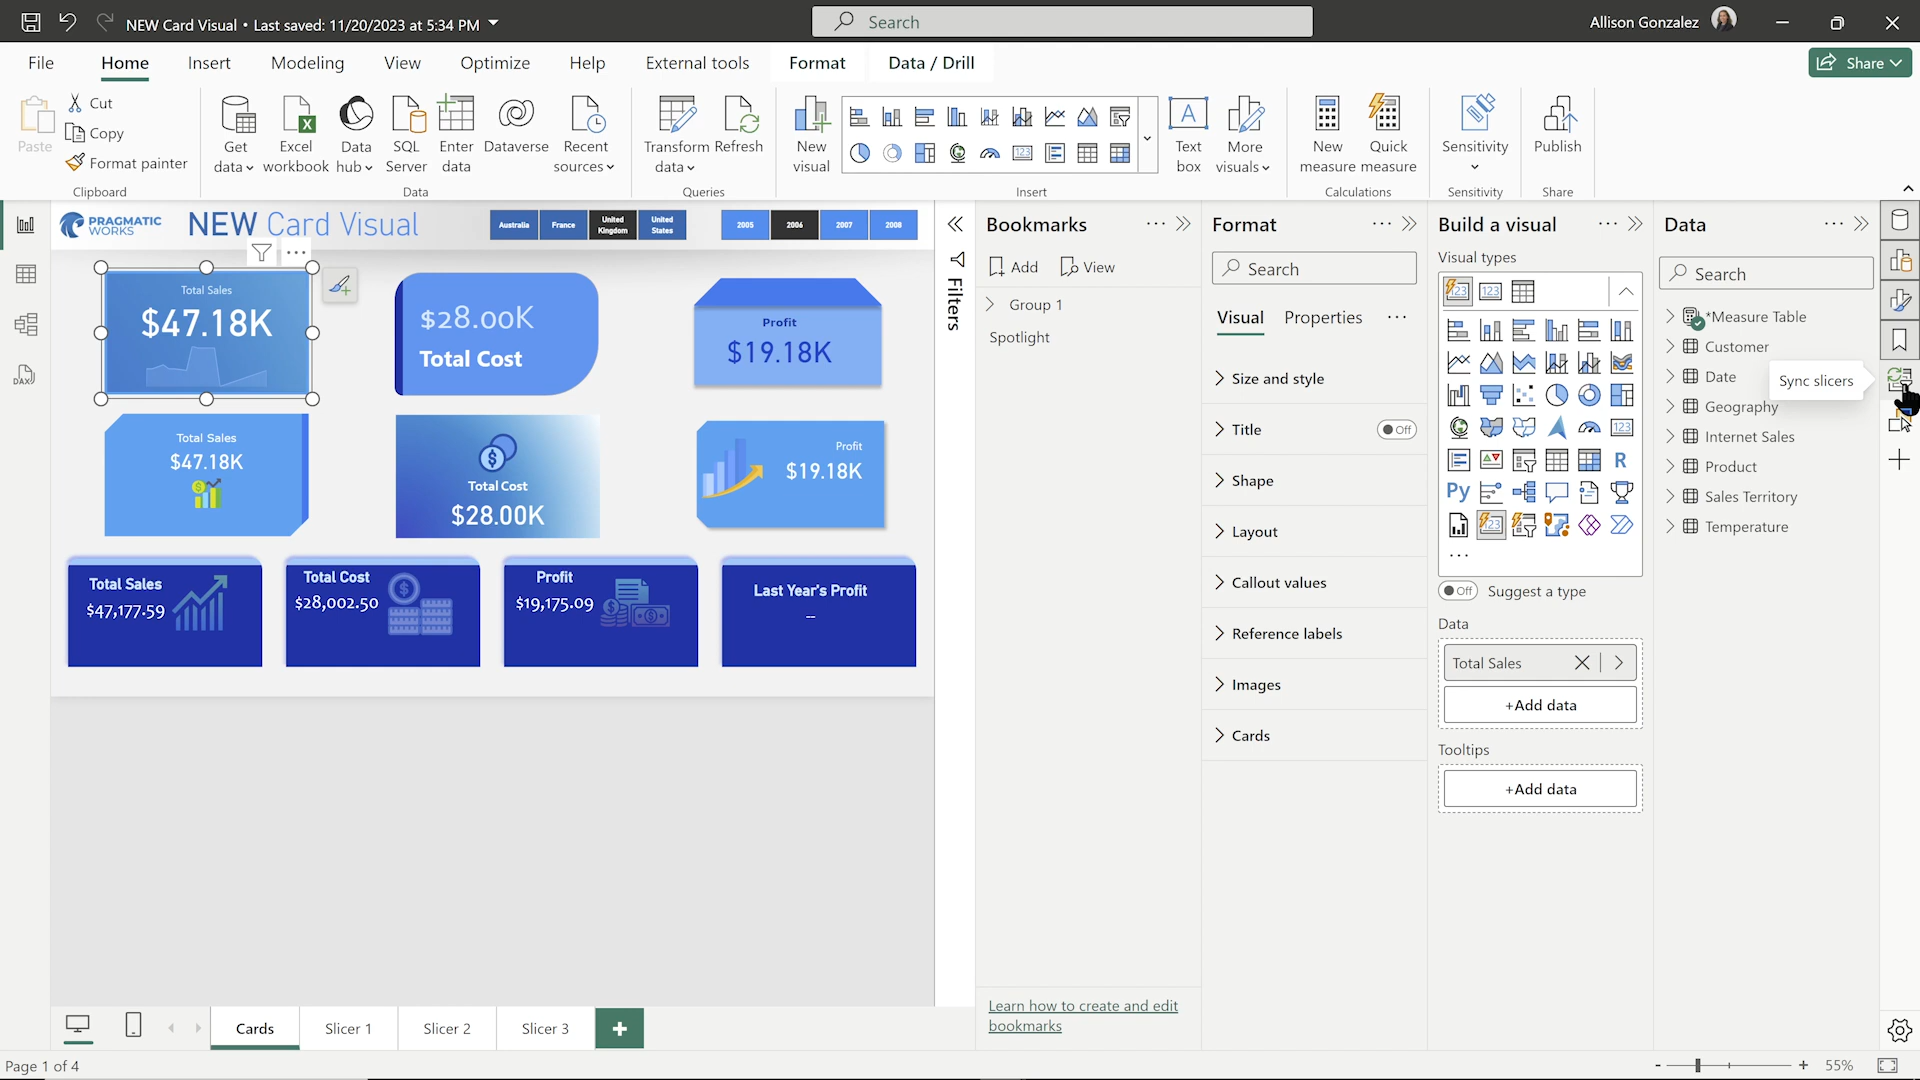 NEW Card Visual • Last saved: 11/20/2023 at 5:34 PM
Search
Allison Gonzalez
File
Home
Insert
Modeling
View
Optimize
Help
External tools
Format
Data / Drill
Share
Paste
Cut
Copy
Format painter
Clipboard
Get
data
Excel
workbook
Data
hub
SQL
Server
Enter
data
Dataverse
Recent
sources
Data
Transform
data
Refresh
Queries
New
visual
Insert
Text
box
More
visuals
New
measure
Quick
measure
Calculations
Sensitivity
Sensitivity
Publish
Share
PRAGMATIC
WORKS
NEW Card Visual
Australia
France
United
Kingdom
United
States
2005
2006
2007
2008
Total Sales
$47.18K
$28.00K
Total Cost
Profit
$19.18K
Total Sales
$47.18K
Total Cost
$28.00K
Profit
$19.18K
Total Sales
$47,177.59
Total Cost
$28,002.50
Profit
$19,175.09
Last Year's Profit
--
Filters
Bookmarks
Add
View
Group 1
Spotlight
Learn how to create and edit
bookmarks
Format
Search
Visual
Properties
Size and style
Title
Off
Shape
Layout
Callout values
Reference labels
Images
Cards
Build a visual
Visual types
123
123
123
R
Py
123
Off
Suggest a type
Data
Total Sales
+Add data
Tooltips
+Add data
Data
Search
*Measure Table
Customer
Date
Geography
Internet Sales
Product
Sales Territory
Temperature
Sync slicers
DAX
Cards
Slicer 1
Slicer 2
Slicer 3
Page 1 of 4
- + 55%